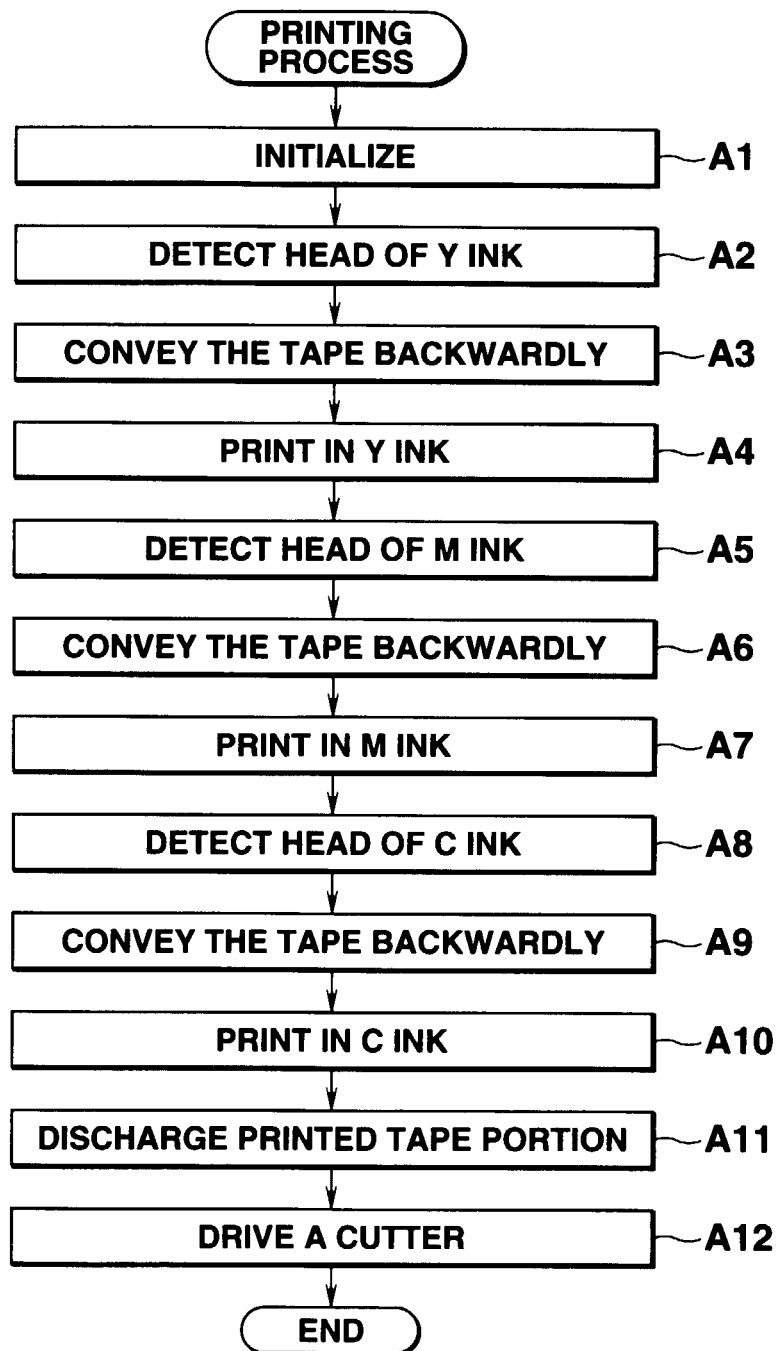 PRINTING
PROCESS
INITIALIZE A1
DETECT HEAD OF Y INK A2
CONVEY THE TAPE BACKWARDLY A3
PRINT IN Y INK A4
DETECT HEAD OF M INK A5
CONVEY THE TAPE BACKWARDLY A6
PRINT IN M INK A7
DETECT HEAD OF C INK A8
CONVEY THE TAPE BACKWARDLY A9
PRINT IN C INK A10
DISCHARGE PRINTED TAPE PORTION A11
DRIVE A CUTTER A12
END